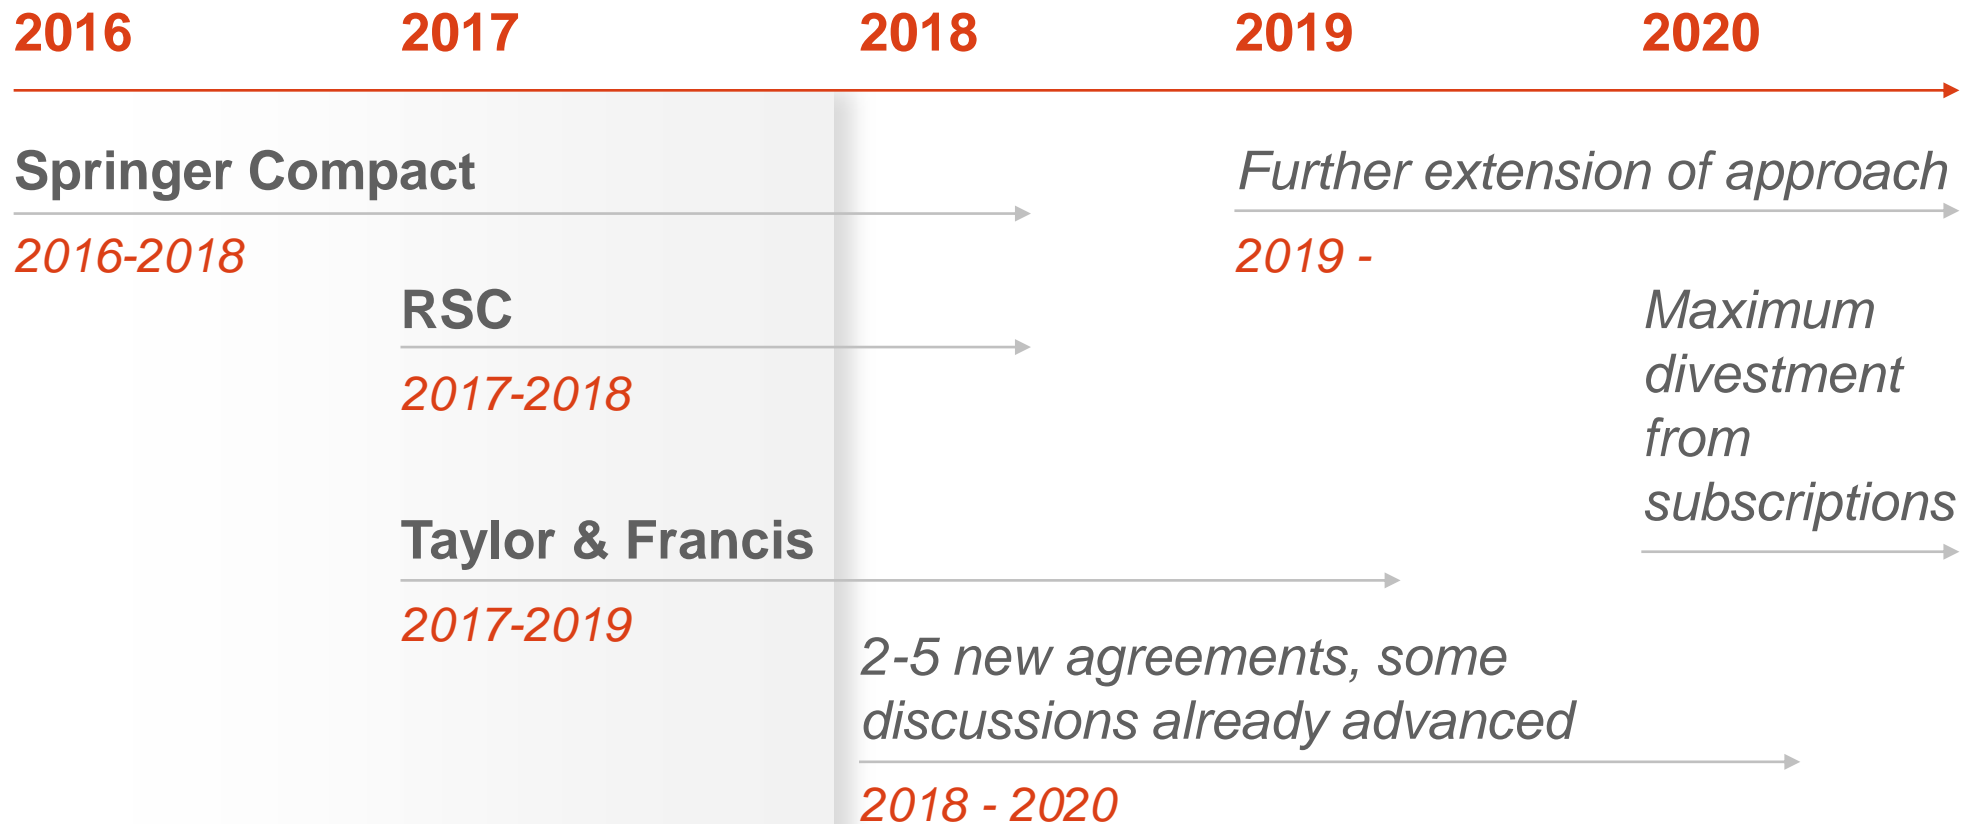 2016 2017 2018 2019 2020
Springer Compact
2016-2018
Further extension of approach
2019 -
RSC
2017-2018
Maximum
divestment
from
subscriptions
Taylor & Francis
2017-2019
2-5 new agreements, some
discussions already advanced
2018 - 2020